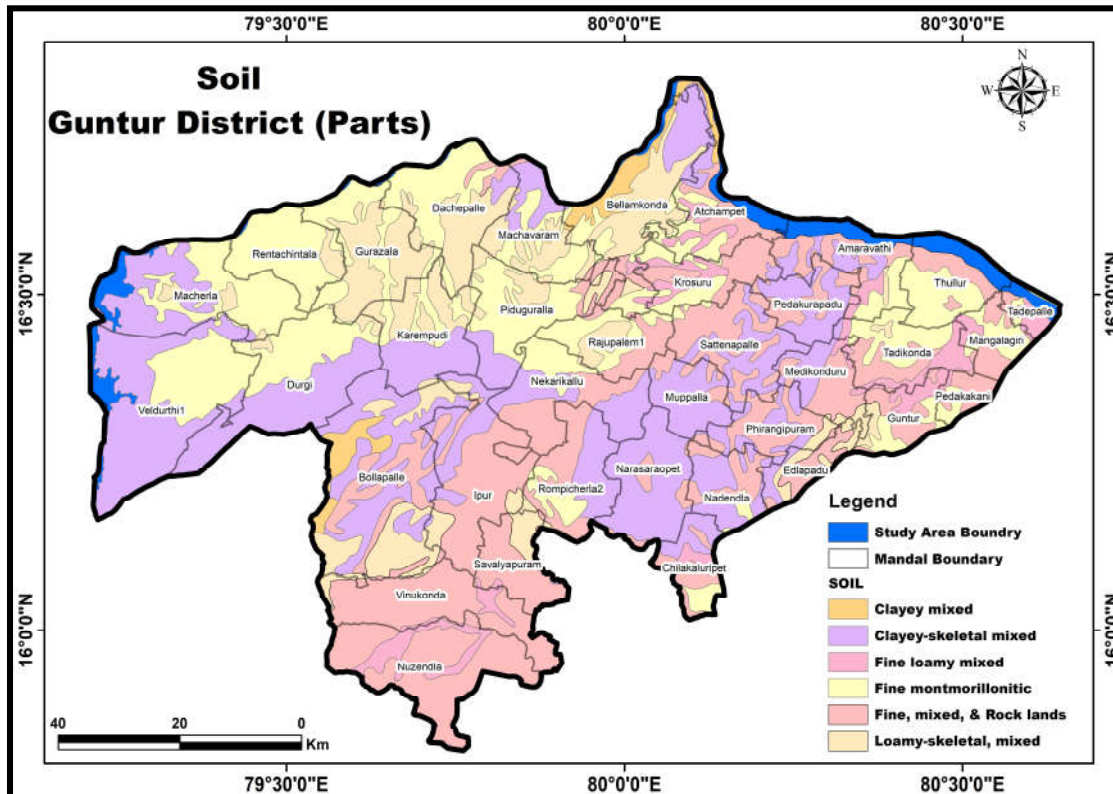 79°30'0"E 80°0'0"E 80°30'0"E
Soil
Guntur District (Parts)
N
W E
S
Dachepalle
Bellamkonda
Atchampet
Machavaram
Amaravathi
Rentachintala
Gurazala
Thullur
Macherla
Krosuru
16°30'0"N
16°30'0"N
Piduguralla
Pedakurapadu
Tadepalle
Karempudi
Rajupalem1
Sattenapalle
Mangalagiri
Tadikonda
Durgi
Nekarikallu
Medikonduru
Veldurthi1
Muppalla
Pedakakani
Guntur
Phirangipuram
Bollapalle
Ipur
Rompicherla2
Narasaraopet
Edlapadu
Nadendla
Savalyapuram
Chilakaluripet
Vinukonda
Nuzendla
16°0'0"N
16°0'0"N
Legend
Study Area Boundry
Mandal Boundary
SOIL
Clayey mixed
Clayey-skeletal mixed
Fine loamy mixed
Fine montmorillonitic
Fine, mixed, & Rock lands
Loamy-skeletal, mixed
40 20 0
Km
79°30'0"E 80°0'0"E 80°30'0"E